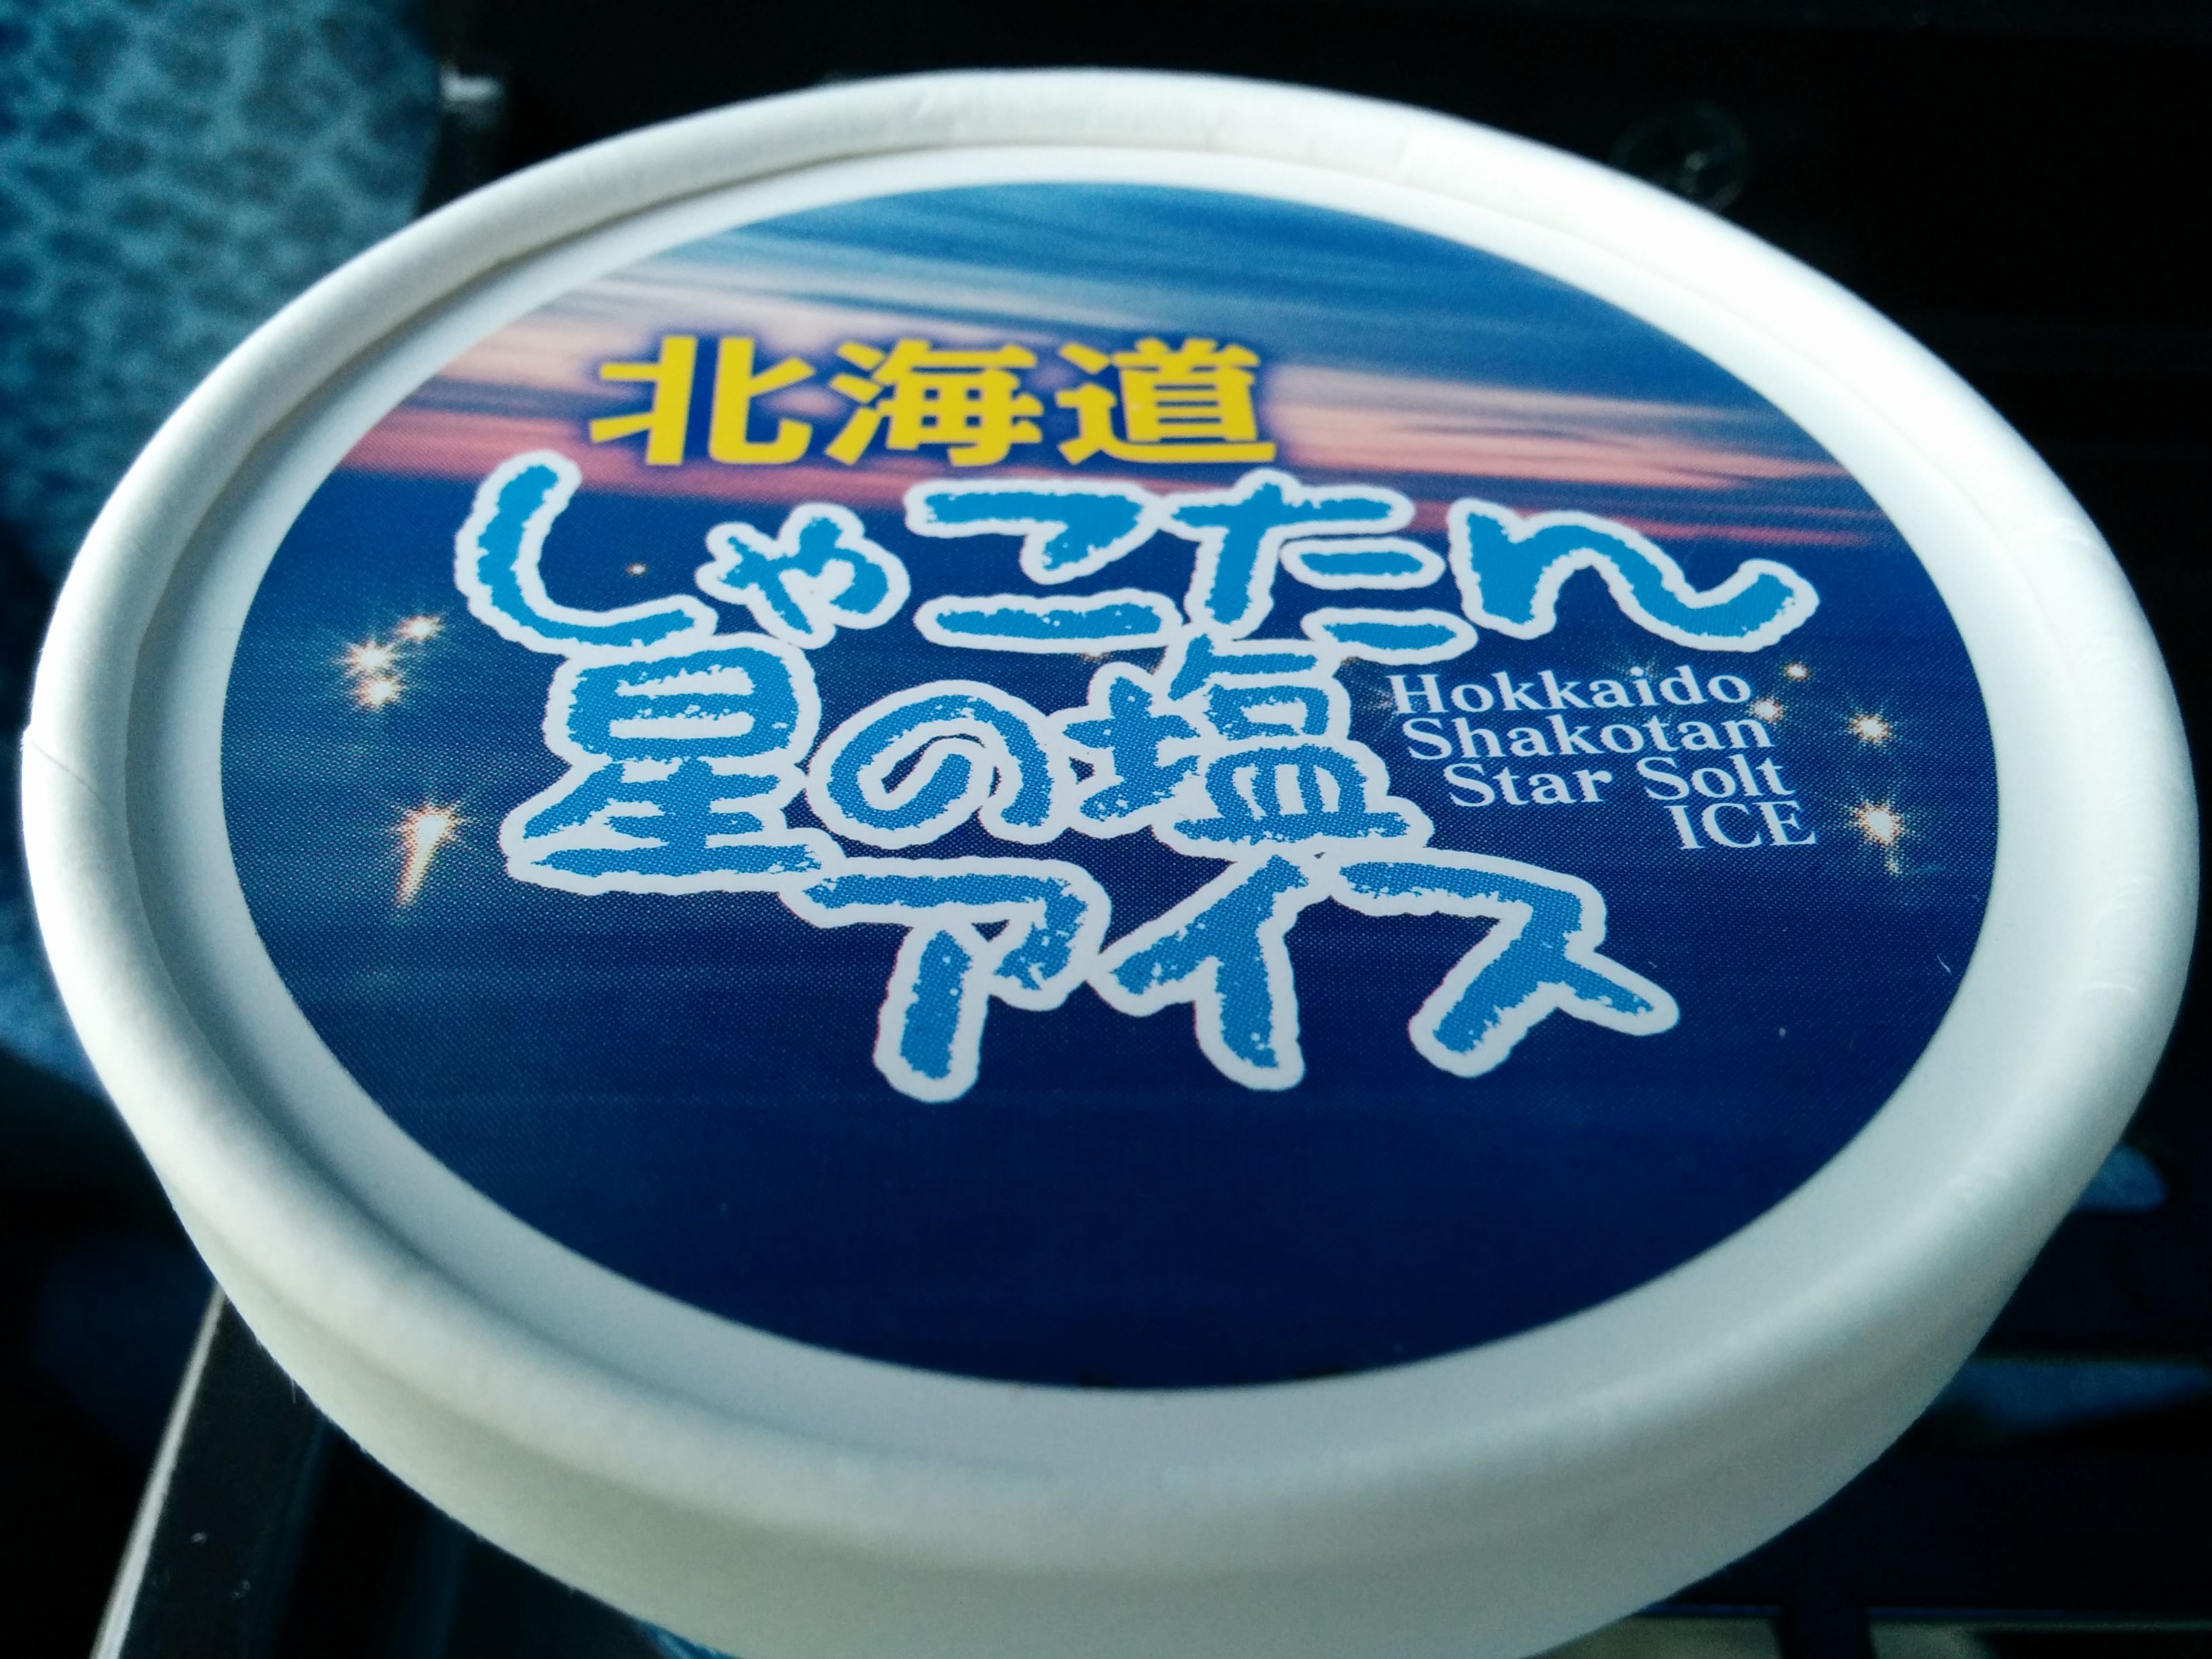 北海道
しゃこたん
星の塩
アイス
Hokkaido
Shakotan
Star Solt
ICE